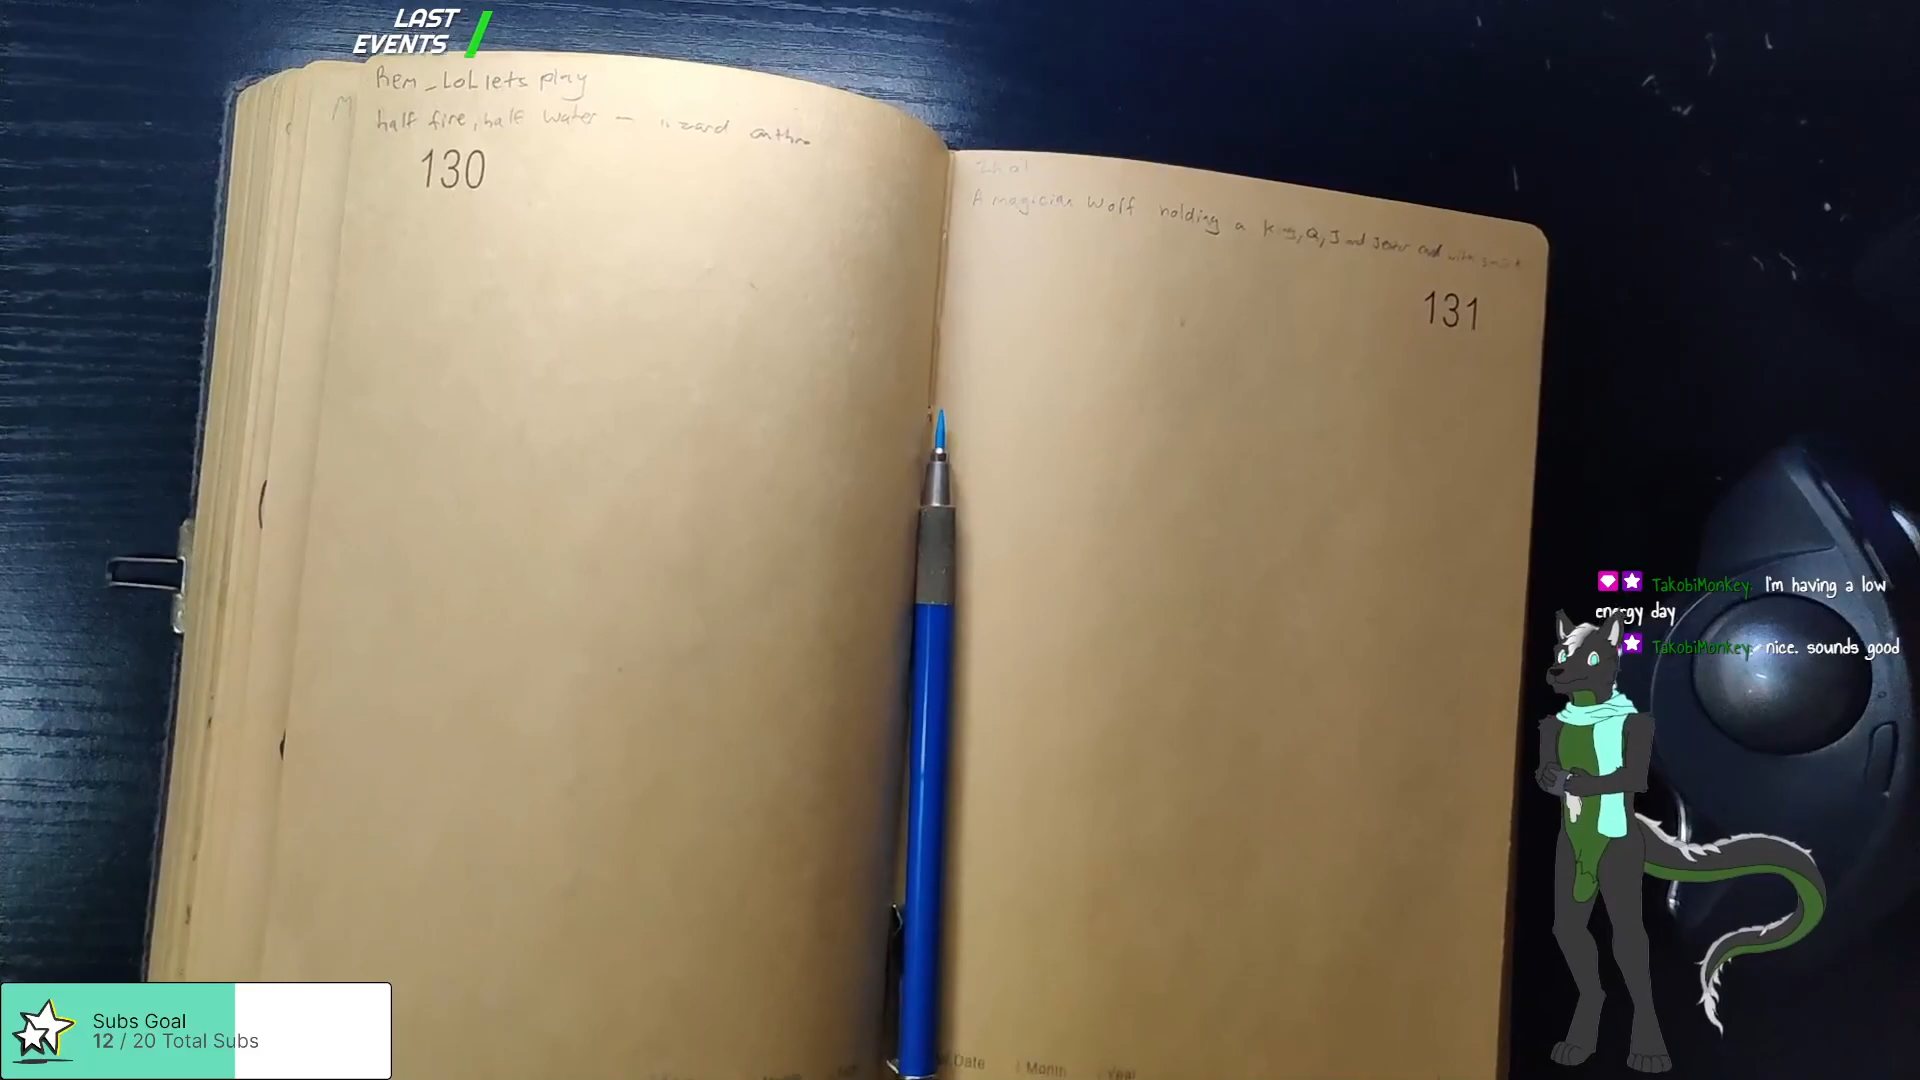 LAST
EVENTS
Rem_LoL lets play
half fire, half water - lizard anthro
130
A magician Wolf holding a King, Q, J and Joker card with
131
TakobiMonkey: I'm having a low
energy day
TakobiMonkey: nice. sounds good
Subs Goal
12 / 20 Total Subs
Date Month Year